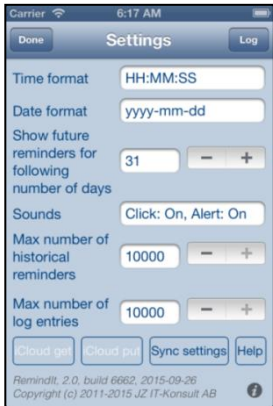 Carrier 6:17 AM
Done Settings Log
Time format HH:MM:SS
Date format yyyy-mm-dd
Show future
reminders for
following
number of days
31 − +
Sounds Click: On, Alert: On
Max number of
historical
reminders
10000 − +
Max number of
log entries
10000 − +
iCloud get iCloud put Sync settings Help
RemindIt, 2.0, build 6662, 2015-09-26
Copyright (c) 2011-2015 JZ IT-Konsult AB i